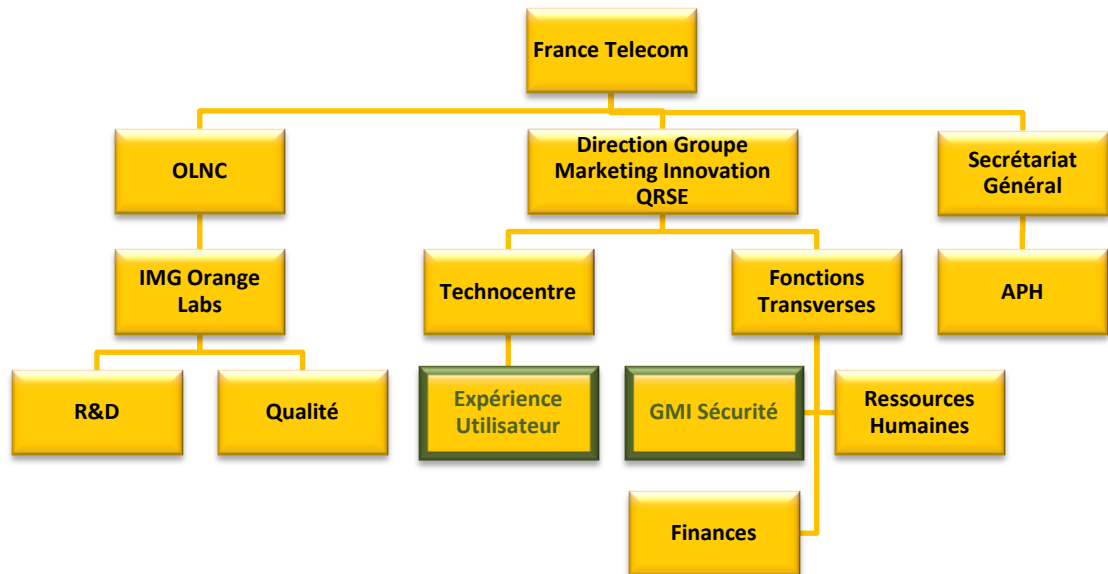 France Telecom
OLNC
Direction Groupe
Marketing Innovation
QRSE
Secrétariat
Général
IMG Orange
Labs
Technocentre
Fonctions
Transverses
APH
R&D
Qualité
Expérience
Utilisateur
GMI Sécurité
Ressources
Humaines
Finances